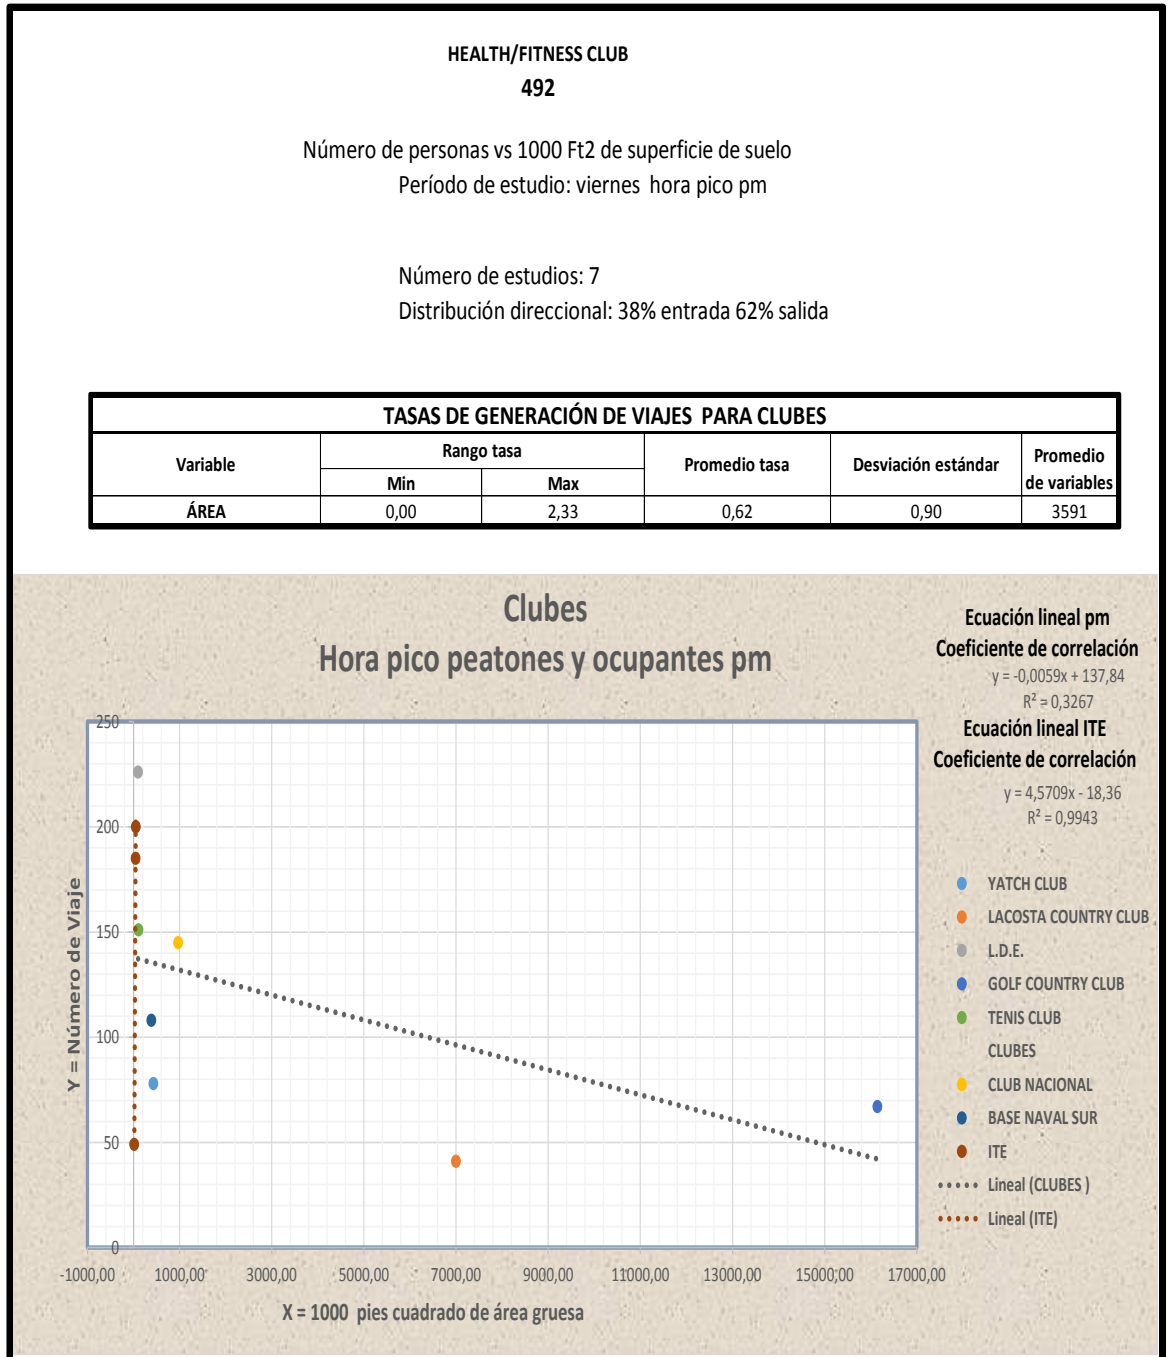 HEALTH/FITNESS CLUB
492
Número de personas vs 1000 Ft2 de superficie de suelo
Período de estudio: viernes hora pico pm
Número de estudios: 7
Distribución direccional: 38% entrada 62% salida
TASAS DE GENERACIÓN DE VIAJES PARA CLUBES
Variable
Rango tasa
Promedio tasa
Desviación estándar
Promedio
de variables
Min
Max
ÁREA
0,00
2,33
0,62
0,90
3591
Clubes
Hora pico peatones y ocupantes pm
Ecuación lineal pm
Coeficiente de correlación
y = -0,0059x + 137,84
R² = 0,3267
Ecuación lineal ITE
Coeficiente de correlación
y = 4,5709x - 18,36
R² = 0,9943
250
200
150
100
50
0
Y = Número de Viaje
-1000,00
1000,00
3000,00
5000,00
7000,00
9000,00
11000,00
13000,00
15000,00
17000,00
X = 1000 pies cuadrado de área gruesa
YATCH CLUB
LACOSTA COUNTRY CLUB
L.D.E.
GOLF COUNTRY CLUB
TENIS CLUB
CLUBES
CLUB NACIONAL
BASE NAVAL SUR
ITE
Lineal (CLUBES )
Lineal (ITE)